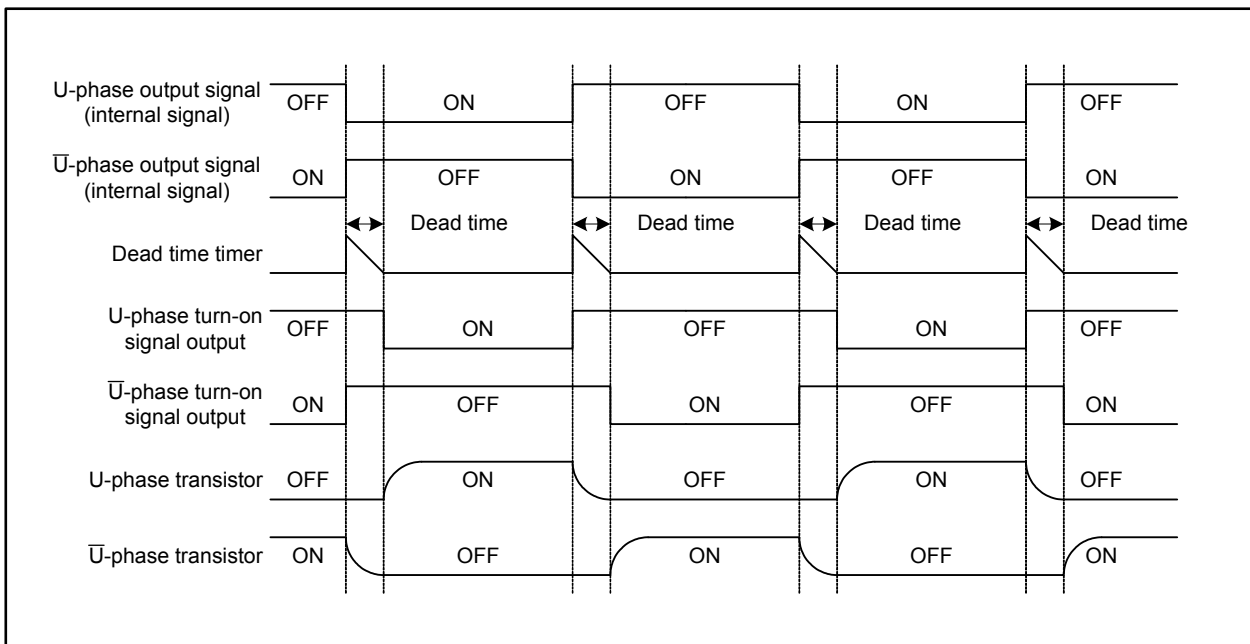 U-phase output signal
(internal signal)
OFF ON OFF ON OFF
U̅-phase output signal
(internal signal)
ON OFF ON OFF ON
Dead time Dead time Dead time Dead time
Dead time timer
U-phase turn-on
signal output
OFF ON OFF ON OFF
U̅-phase turn-on
signal output
ON OFF ON OFF ON
U-phase transistor OFF ON OFF ON OFF
U̅-phase transistor ON OFF ON OFF ON